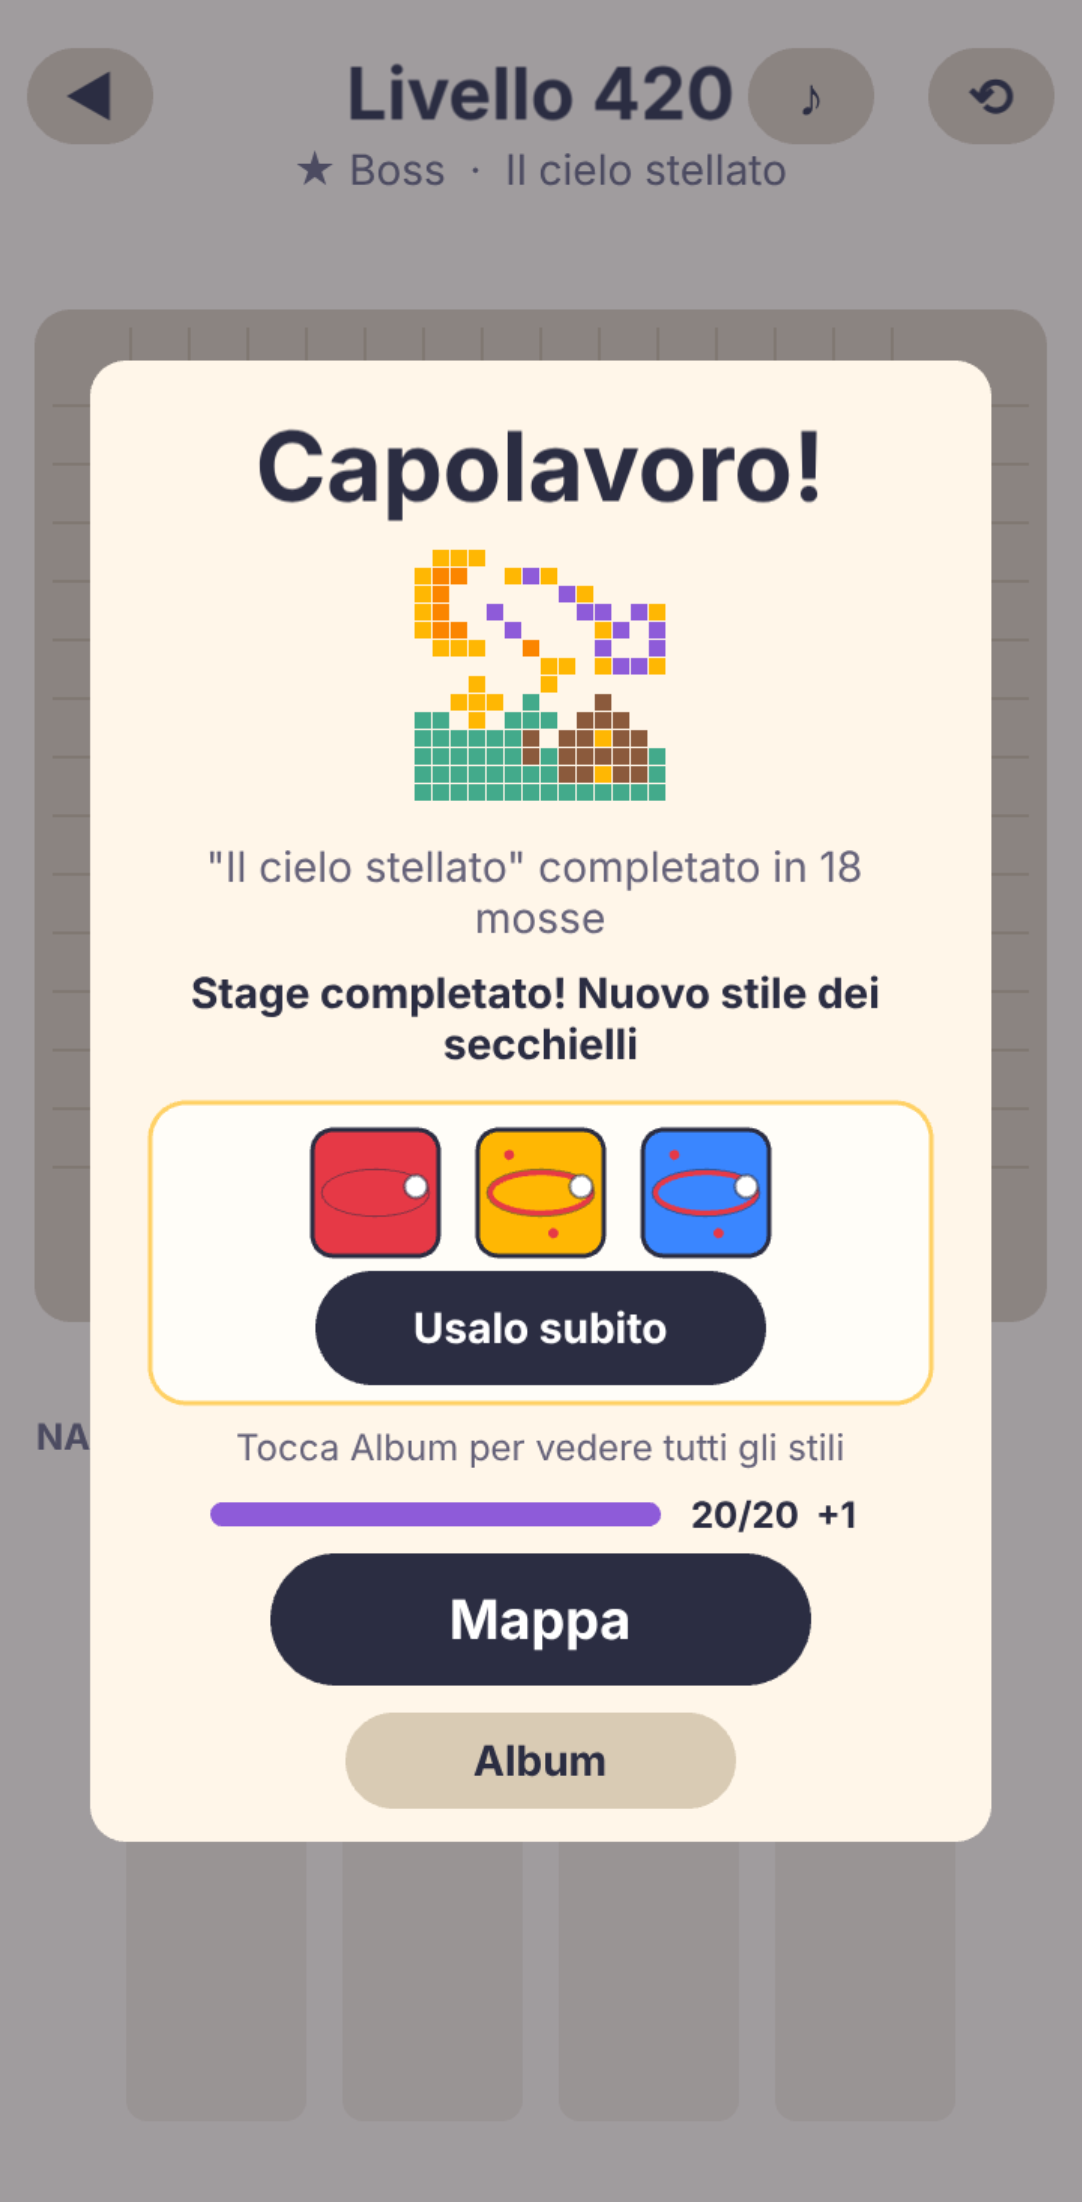 Livello 420
★ Boss · Il cielo stellato
Capolavoro!
"Il cielo stellato" completato in 18
mosse
Stage completato! Nuovo stile dei
secchielli
Usalo subito
NA
Tocca Album per vedere tutti gli stili
20/20 +1
Mappa
Album